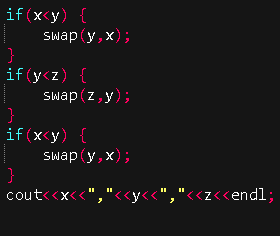 if(x<y) {
    swap(y,x);
}
if(y<z) {
    swap(z,y);
}
if(x<y) {
    swap(y,x);
}
cout<<x<<","<<y<<","<<z<<endl;